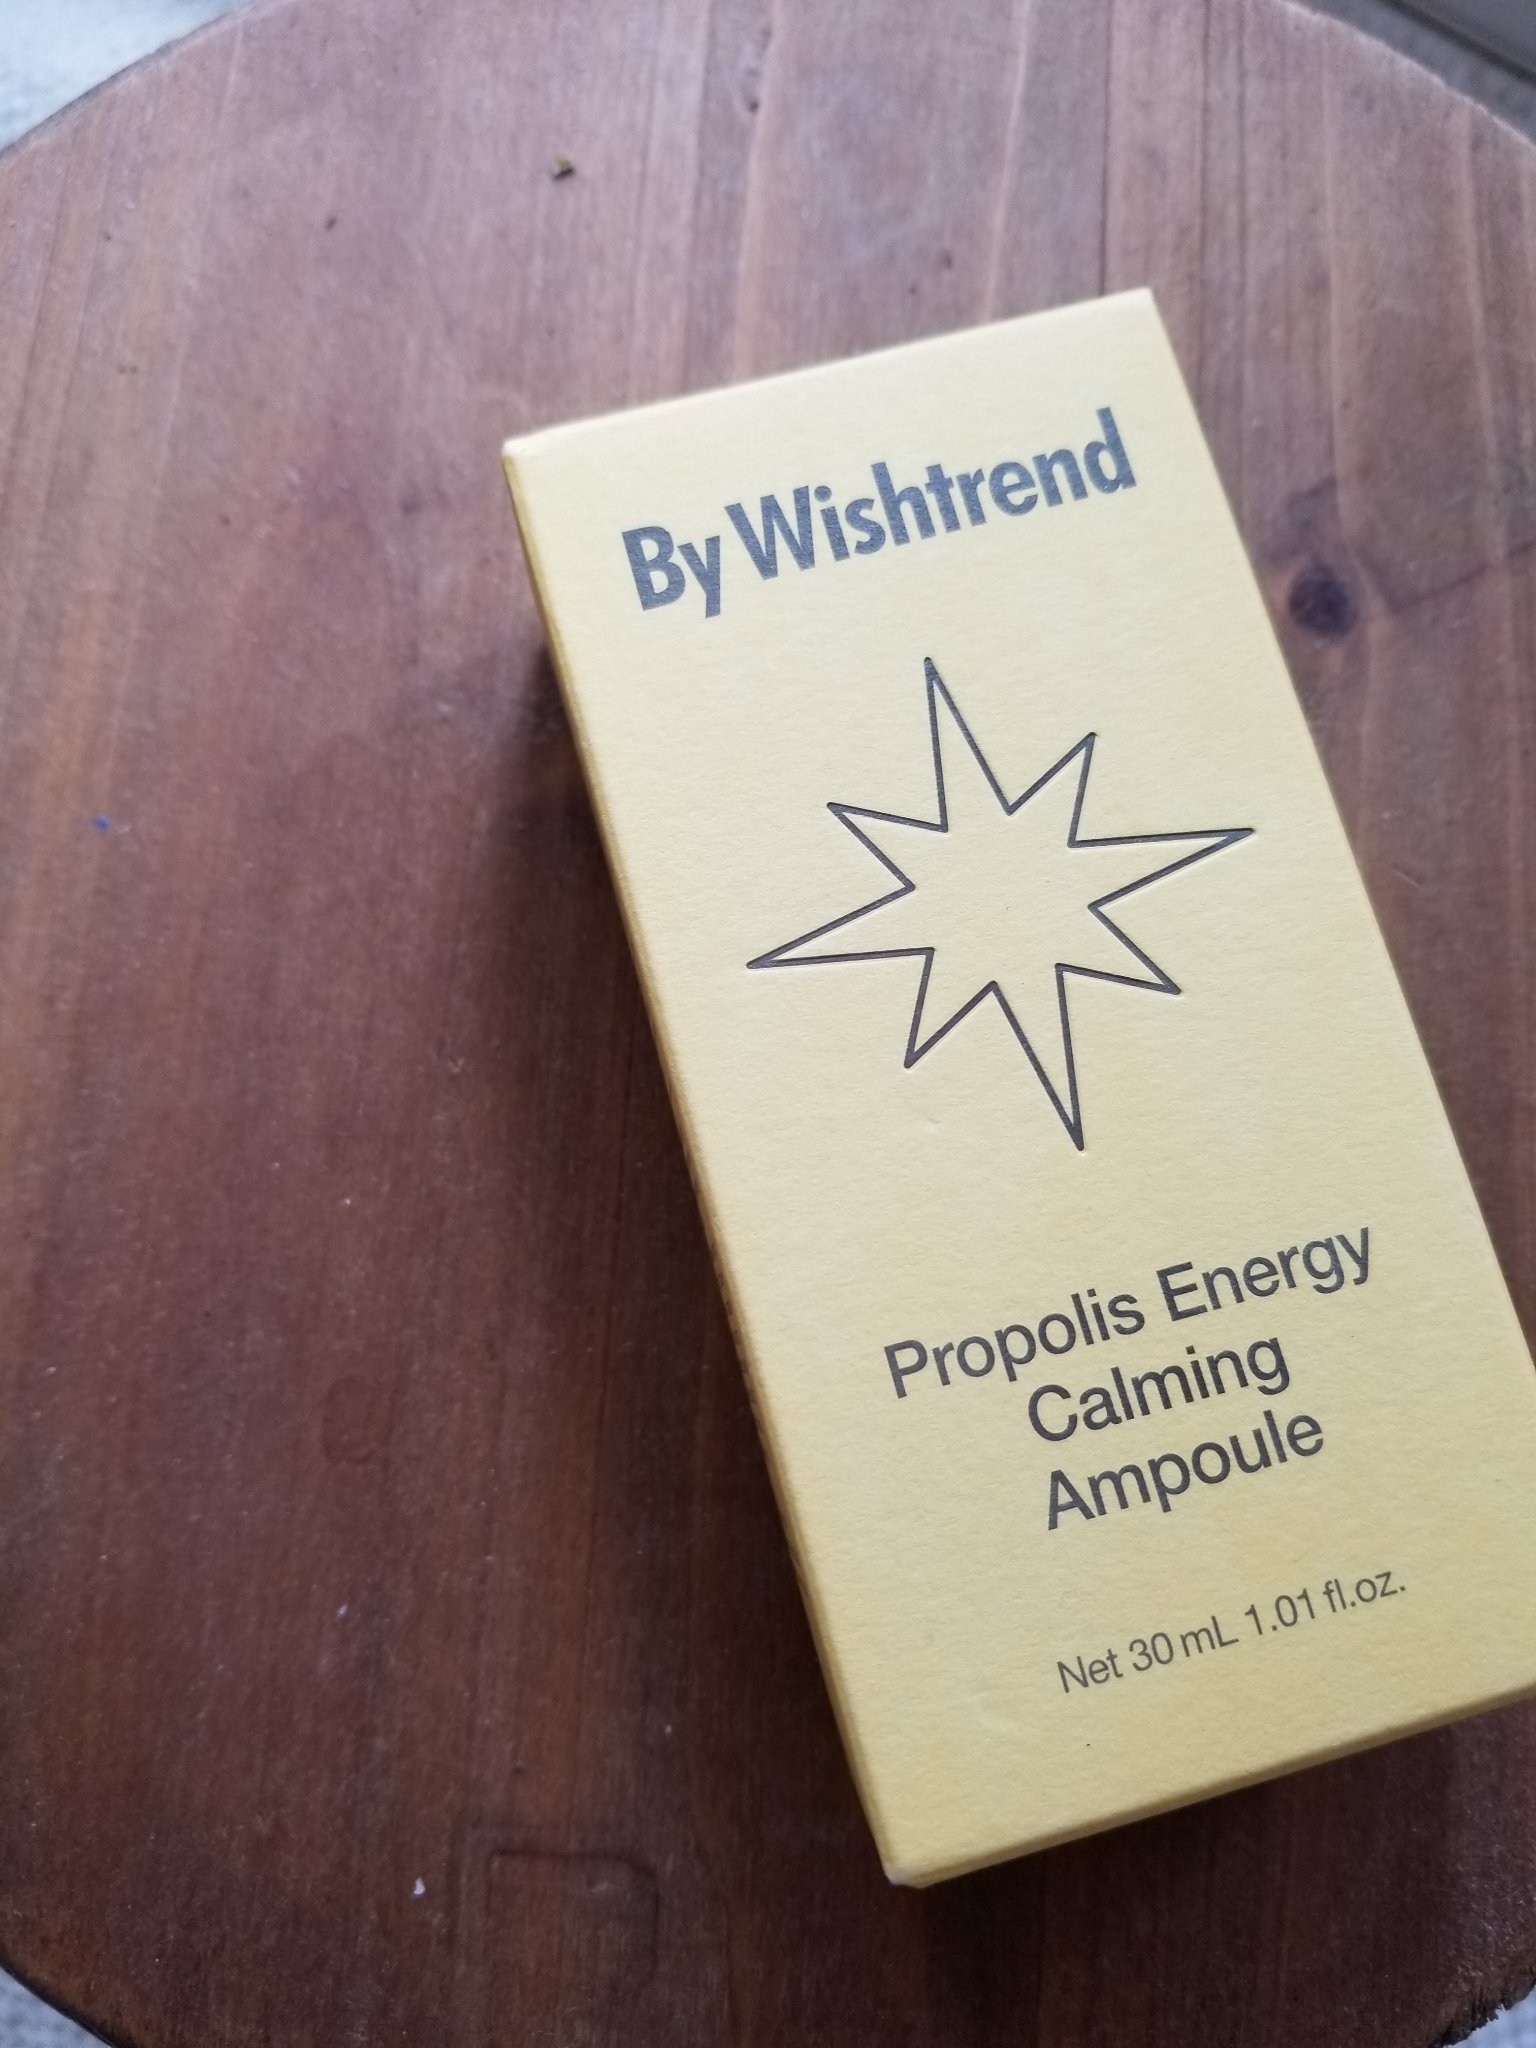 By Wishtrend
Propolis Energy
Calming
Ampoule
Net 30 mL 1.01 fl.oz.